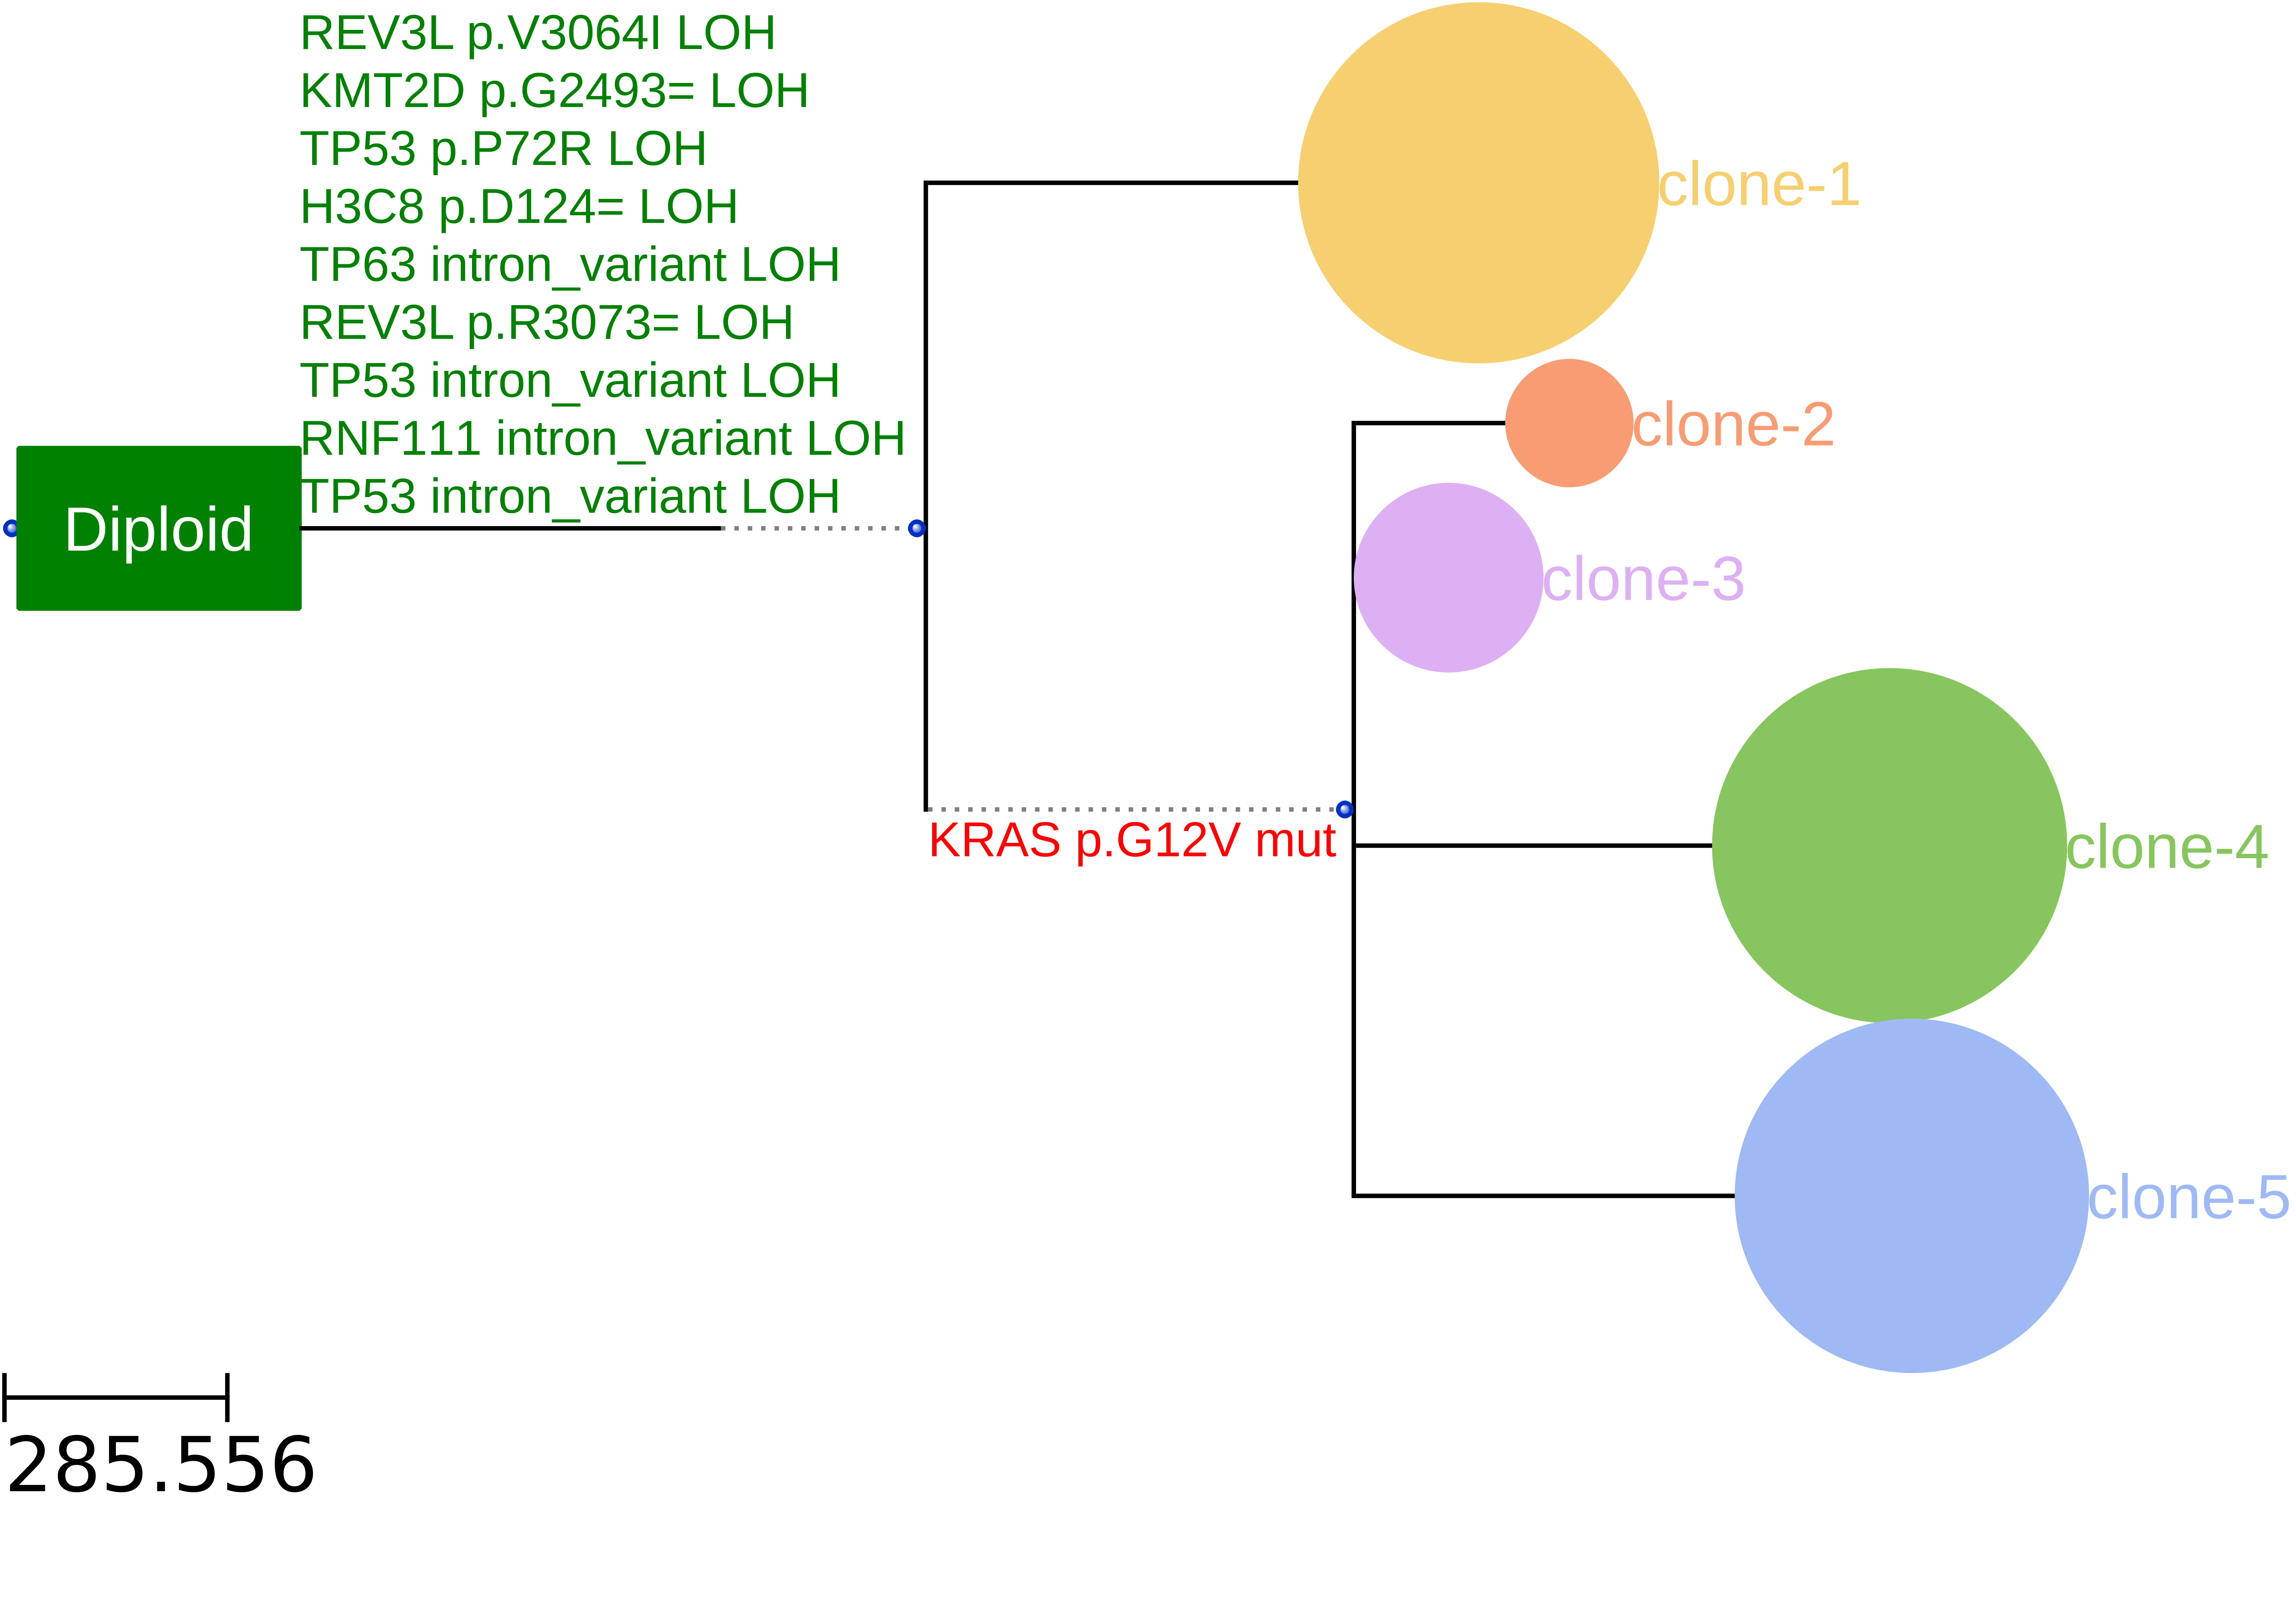 REV3L p.V3064I LOH
KMT2D p.G2493= LOH
TP53 p.P72R LOH
H3C8 p.D124= LOH
TP63 intron_variant LOH
REV3L p.R3073= LOH
TP53 intron_variant LOH
RNF111 intron_variant LOH
TP53 intron_variant LOH
Diploid
clone-1
clone-2
clone-3
KRAS p.G12V mut
clone-4
clone-5
285.556